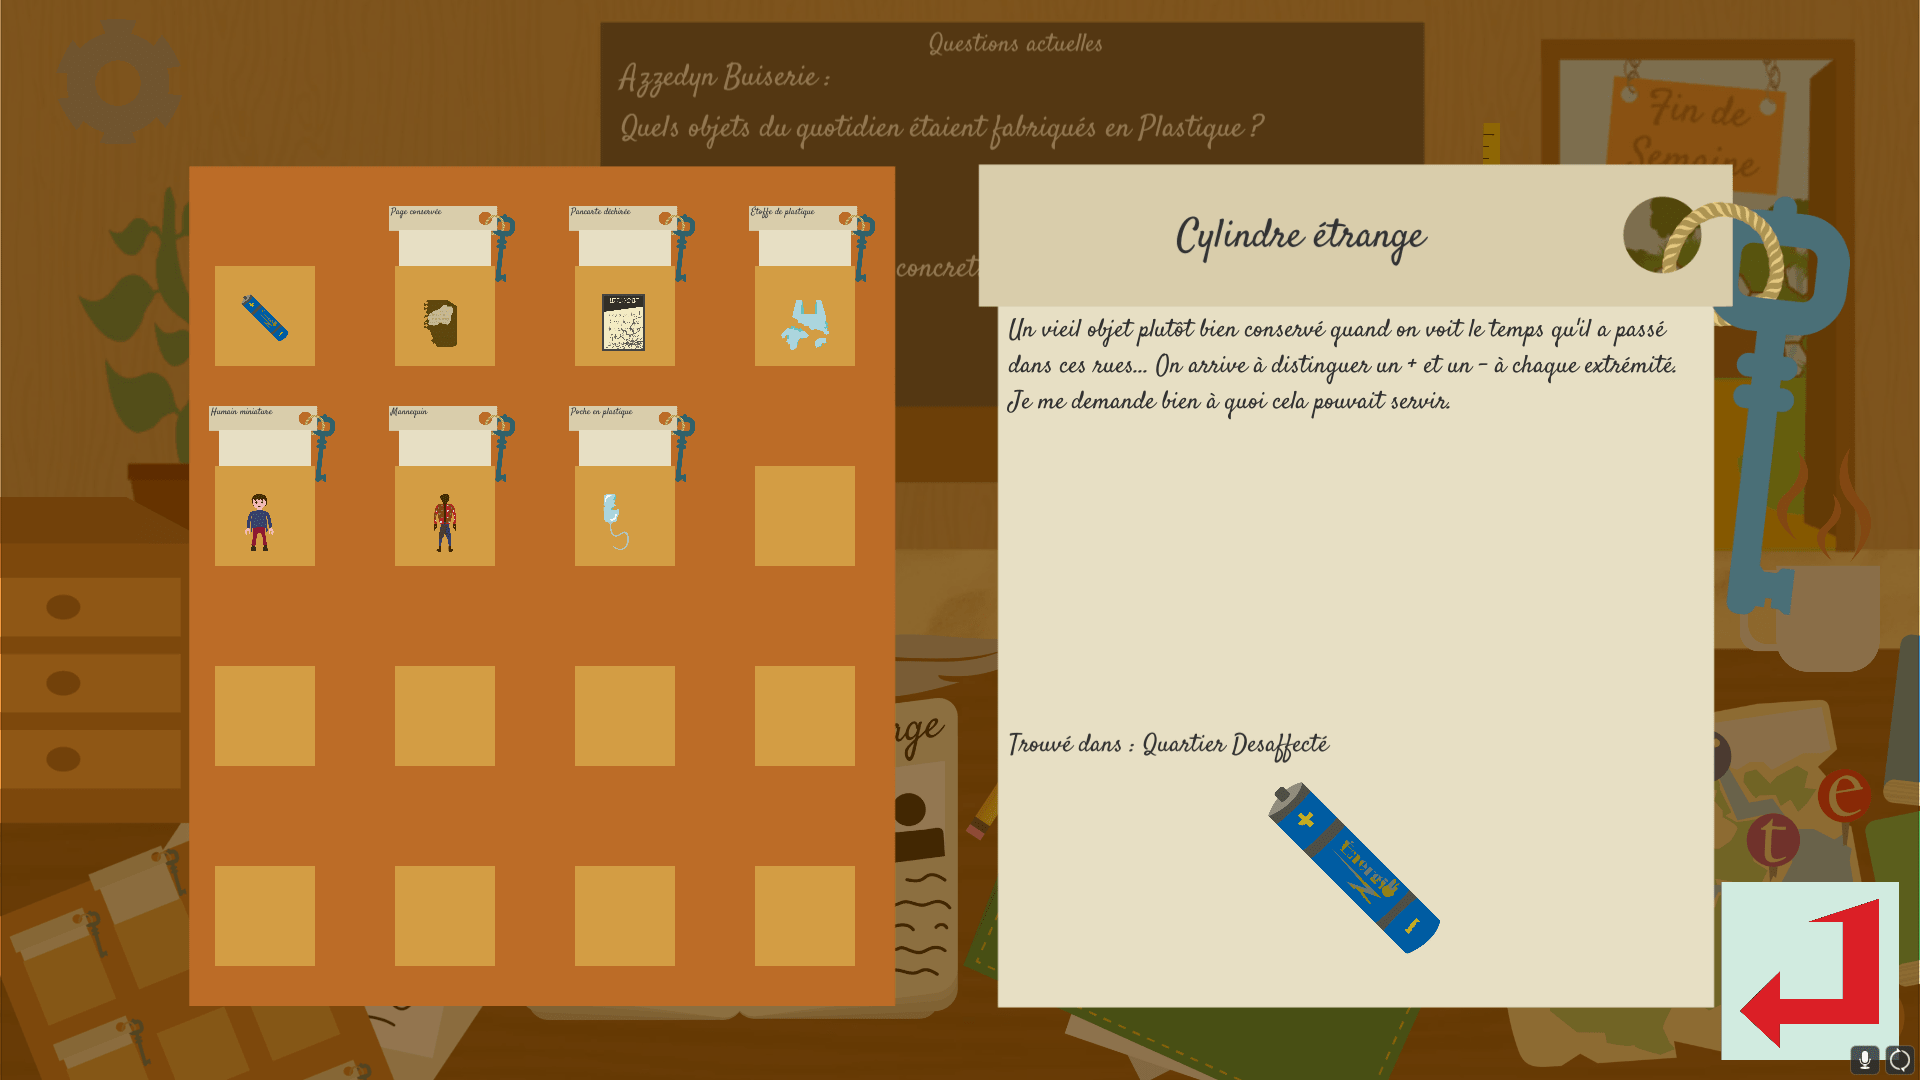 Questions actuelles
Azzedyn Buiserie :
Quels objets du quotidien étaient fabriqués en Plastique ?
Fin de
Semaine
Page conservée
Pancarte déchirée
Étoffe de plastique
concret
Cylindre étrange
Un vieil objet plutôt bien conservé quand on voit le temps qu'il a passé
dans ces rues... On arrive à distinguer un + et un - à chaque extrémité.
Je me demande bien à quoi cela pouvait servir.
Humain miniature
Mannequin
Poche en plastique
Trouvé dans : Quartier Desaffecté
rge
e
t